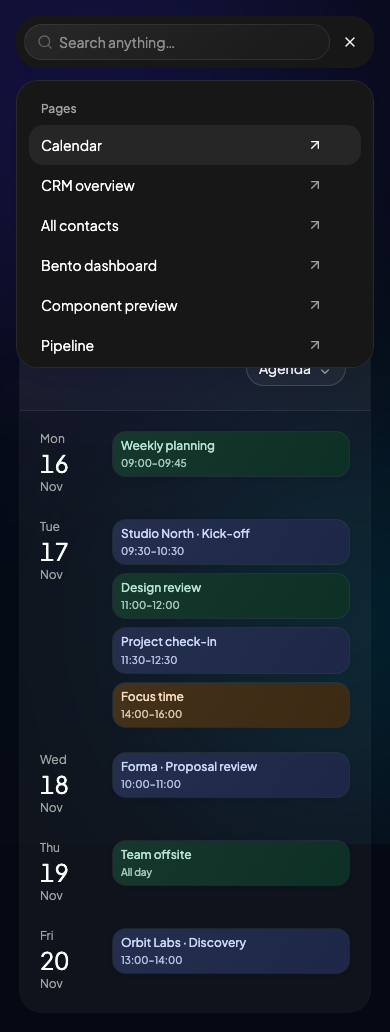 Search anything...
Pages
Calendar
CRM overview
All contacts
Bento dashboard
Component preview
Pipeline
Agenda
Mon
16
Nov
Weekly planning
09:00–09:45
Tue
17
Nov
Studio North · Kick-off
09:30–10:30
Design review
11:00–12:00
Project check-in
11:30–12:30
Focus time
14:00–16:00
Wed
18
Nov
Forma · Proposal review
10:00–11:00
Thu
19
Nov
Team offsite
All day
Fri
20
Nov
Orbit Labs · Discovery
13:00–14:00